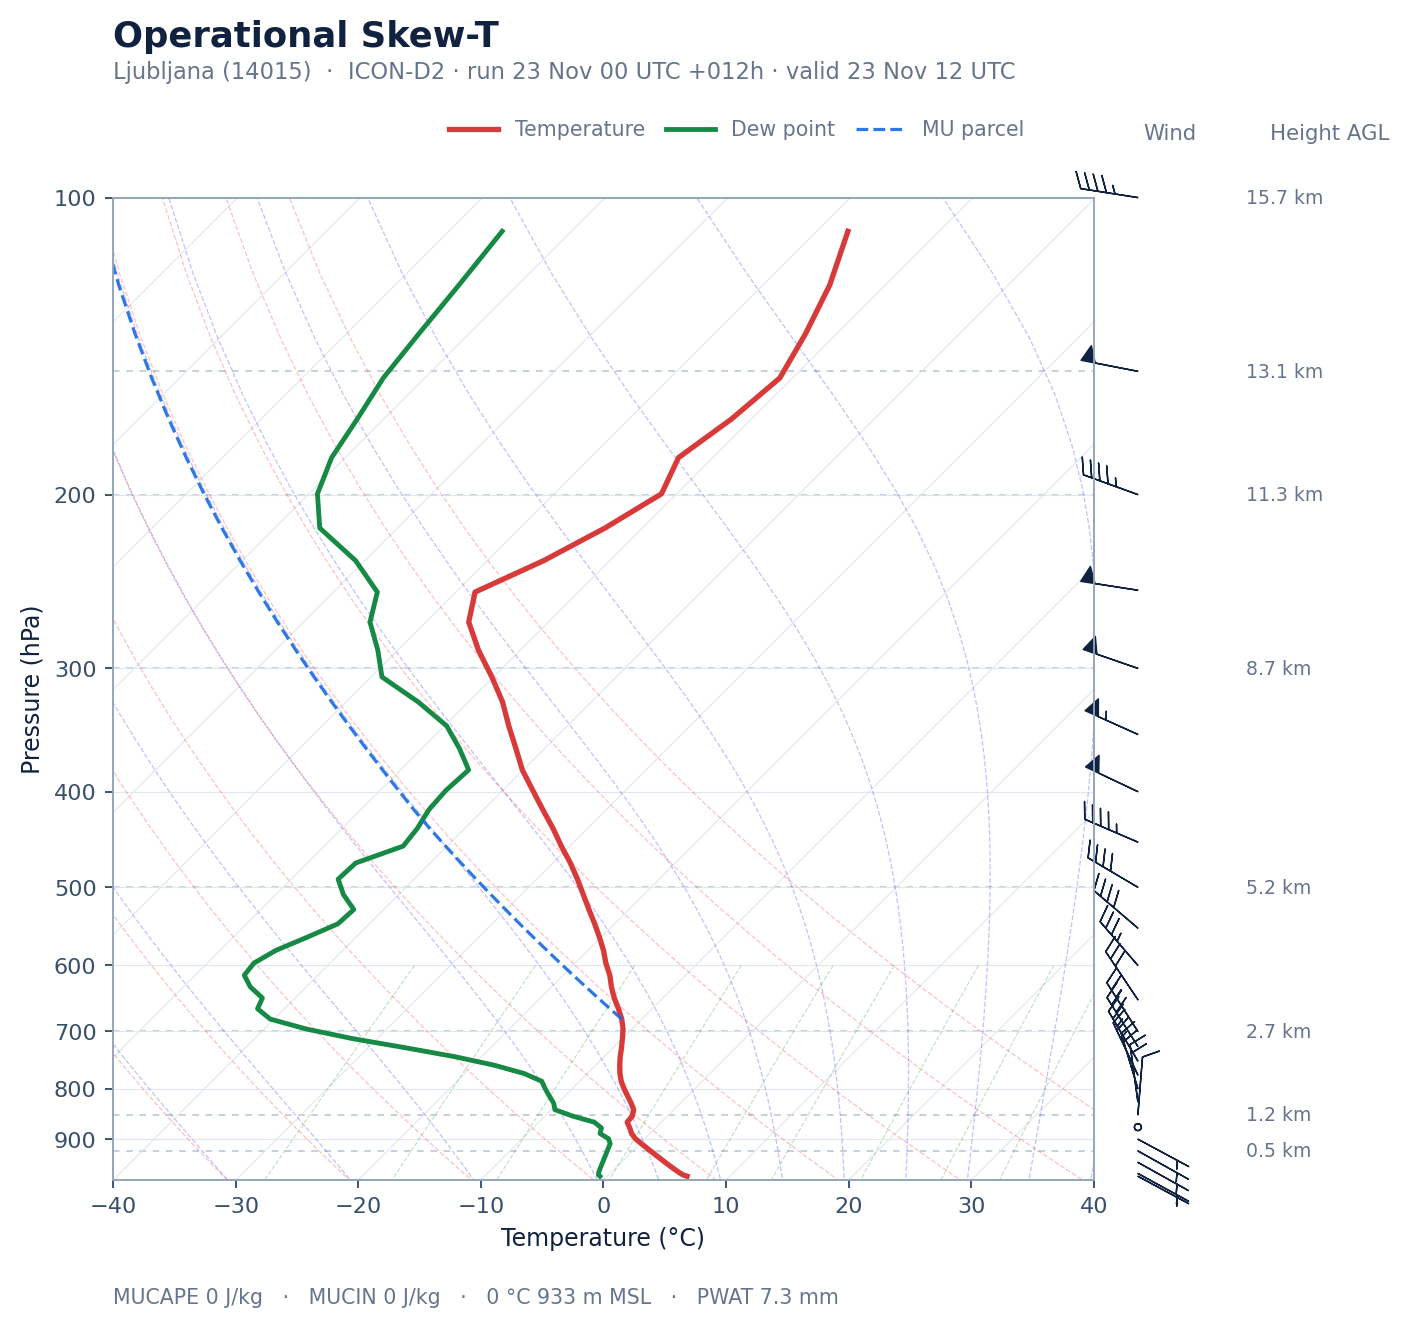 Operational Skew-T
Ljubljana (14015)  ·  ICON-D2 · run 23 Nov 00 UTC +012h · valid 23 Nov 12 UTC
Temperature   Dew point   MU parcel   Wind   Height AGL
100   15.7 km
13.1 km
200   11.3 km
300   8.7 km
400
500   5.2 km
600
700   2.7 km
800
1.2 km
900   0.5 km
Pressure (hPa)
−40   −30   −20   −10   0   10   20   30   40
Temperature (°C)
MUCAPE 0 J/kg   ·   MUCIN 0 J/kg   ·   0 °C 933 m MSL   ·   PWAT 7.3 mm